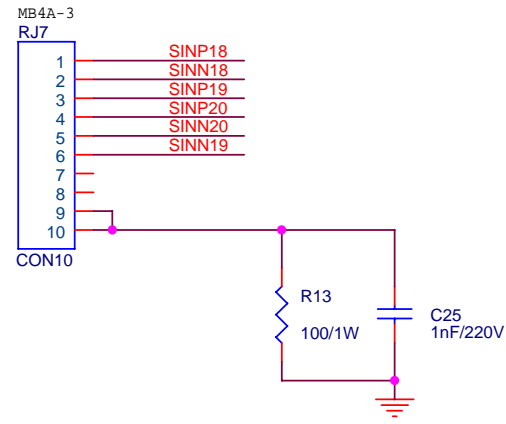 MB4A-3
RJ7
1 SINP18
2 SINN18
3 SINP19
4 SINP20
5 SINN20
6 SINN19
7
8
9
10
CON10
R13
100/1W
C25
1nF/220V